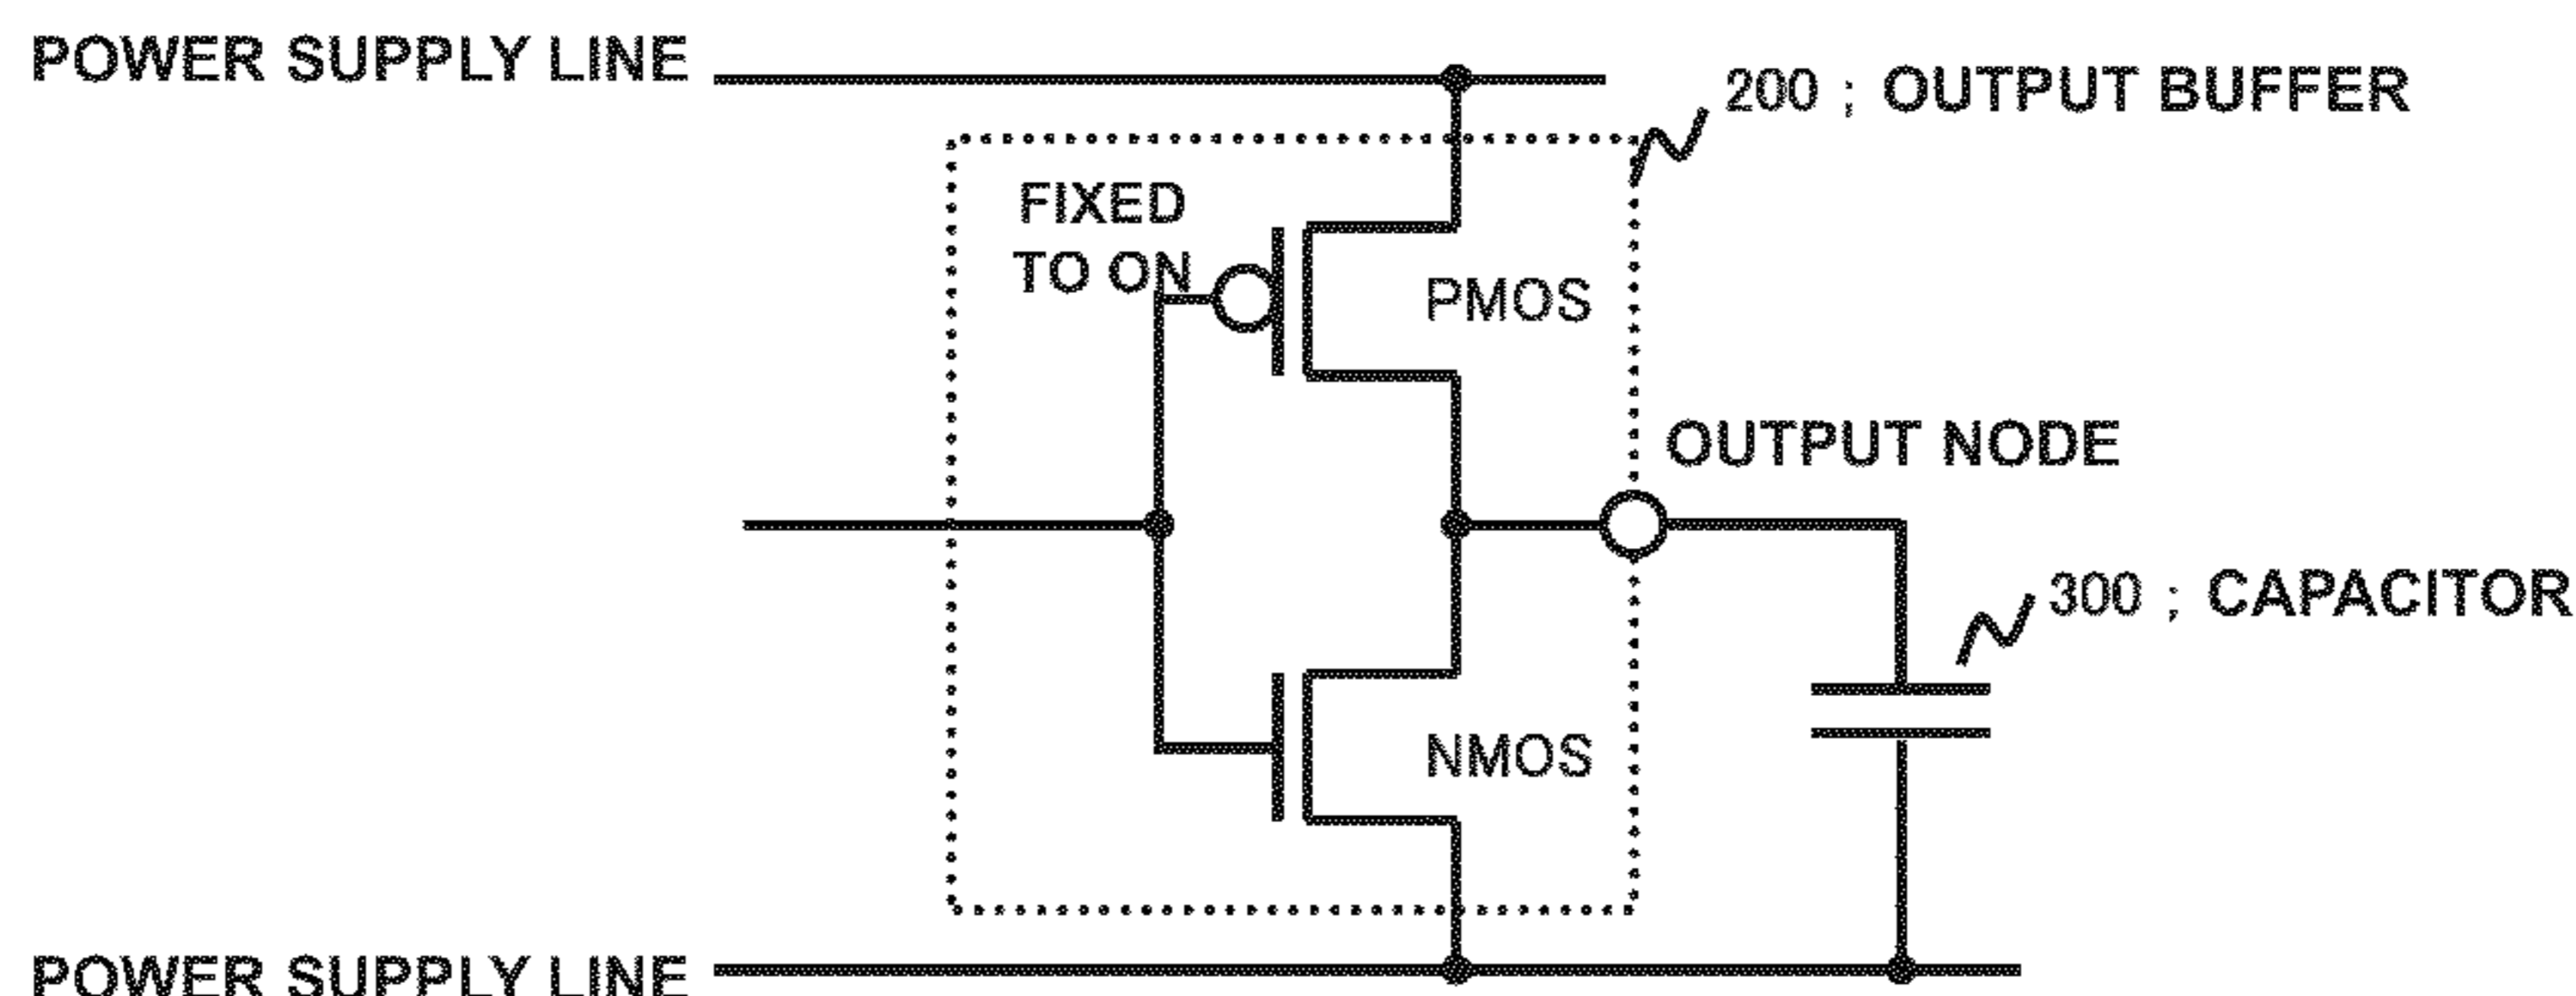 POWER SUPPLY LINE
200 ; OUTPUT BUFFER
FIXED
TO ON
PMOS
OUTPUT NODE
300 ; CAPACITOR
NMOS
POWER SUPPLY LINE